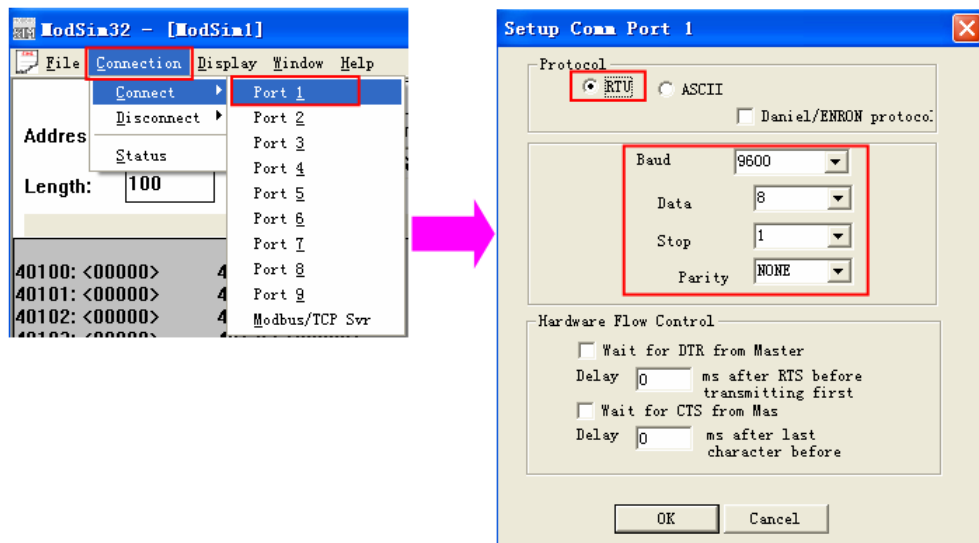 ModSim32 - [ModSim1]
File Connection Display Window Help
Connect
Disconnect
Status
Port 1
Port 2
Port 3
Port 4
Port 5
Port 6
Port 7
Port 8
Port 9
Modbus/TCP Svr
Addres
Length: 100
40100: <00000> 4
40101: <00000> 4
40102: <00000> 4
Setup Comm Port 1
Protocol
RTU ASCII
Daniel/ENRON protocol
Baud 9600
Data 8
Stop 1
Parity NONE
Hardware Flow Control
Wait for DTR from Master
Delay 0 ms after RTS before
transmitting first
Wait for CTS from Mas
Delay 0 ms after last
character before
OK Cancel